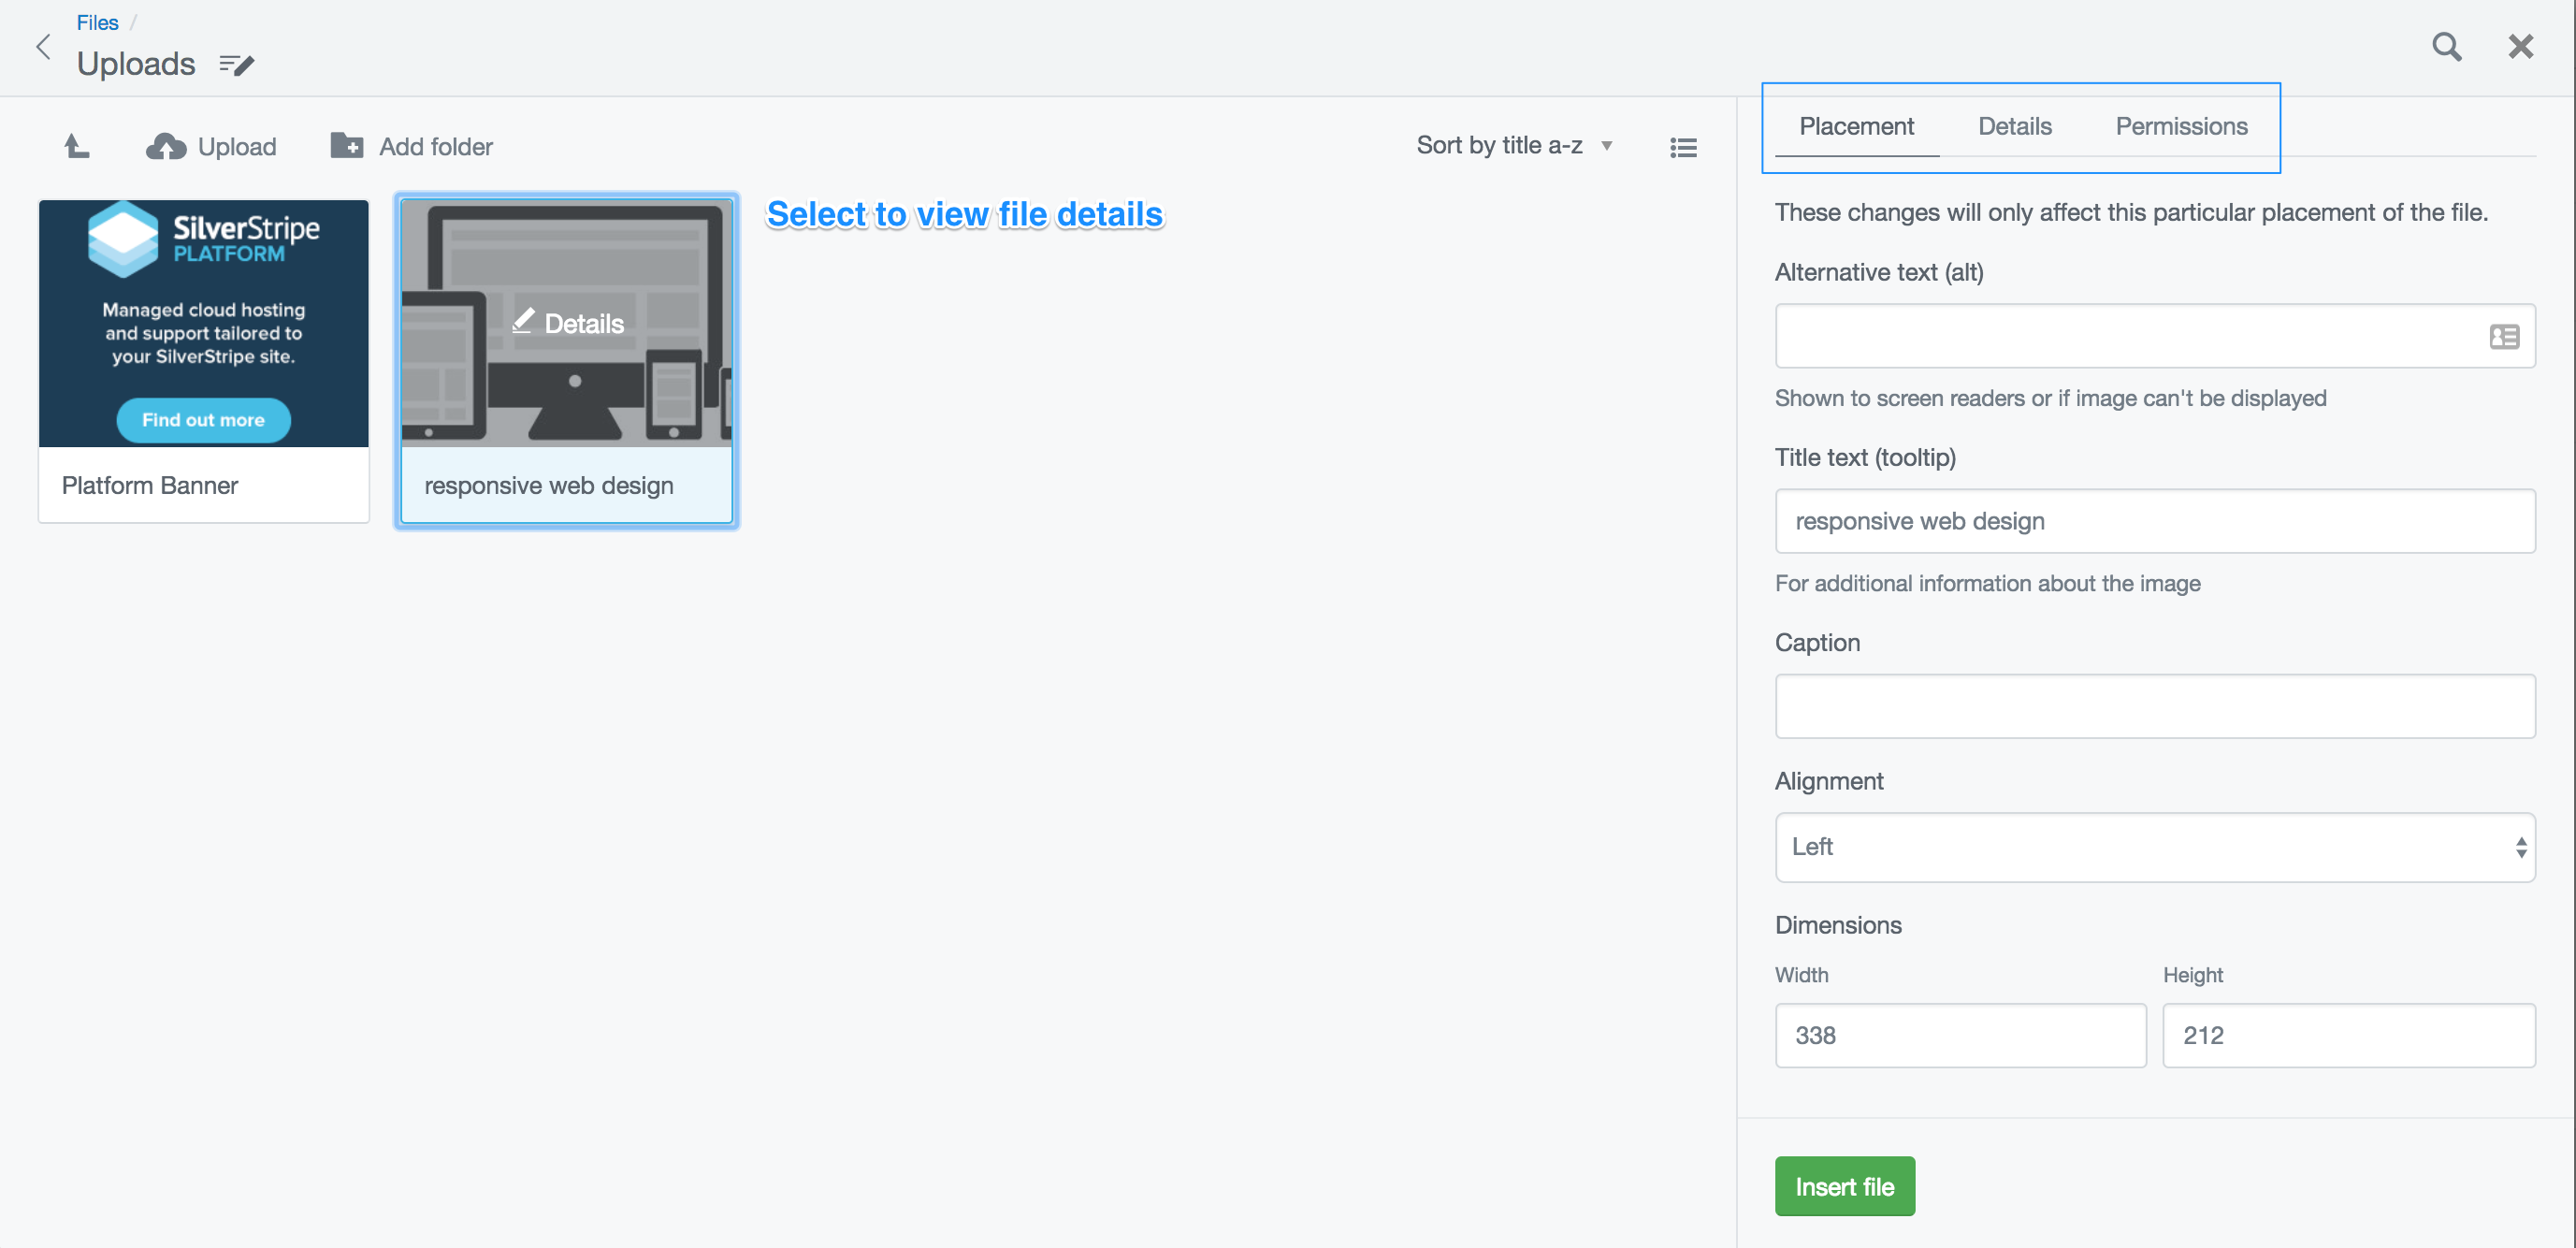 Files /
Uploads
Upload
Add folder
Sort by title a-z
SilverStripe
PLATFORM
Managed cloud hosting
and support tailored to
your SilverStripe site.
Find out more
Platform Banner
Details
responsive web design
Select to view file details
Placement Details Permissions
These changes will only affect this particular placement of the file.
Alternative text (alt)
Shown to screen readers or if image can't be displayed
Title text (tooltip)
responsive web design
For additional information about the image
Caption
Alignment
Left
Dimensions
Width Height
338 212
Insert file